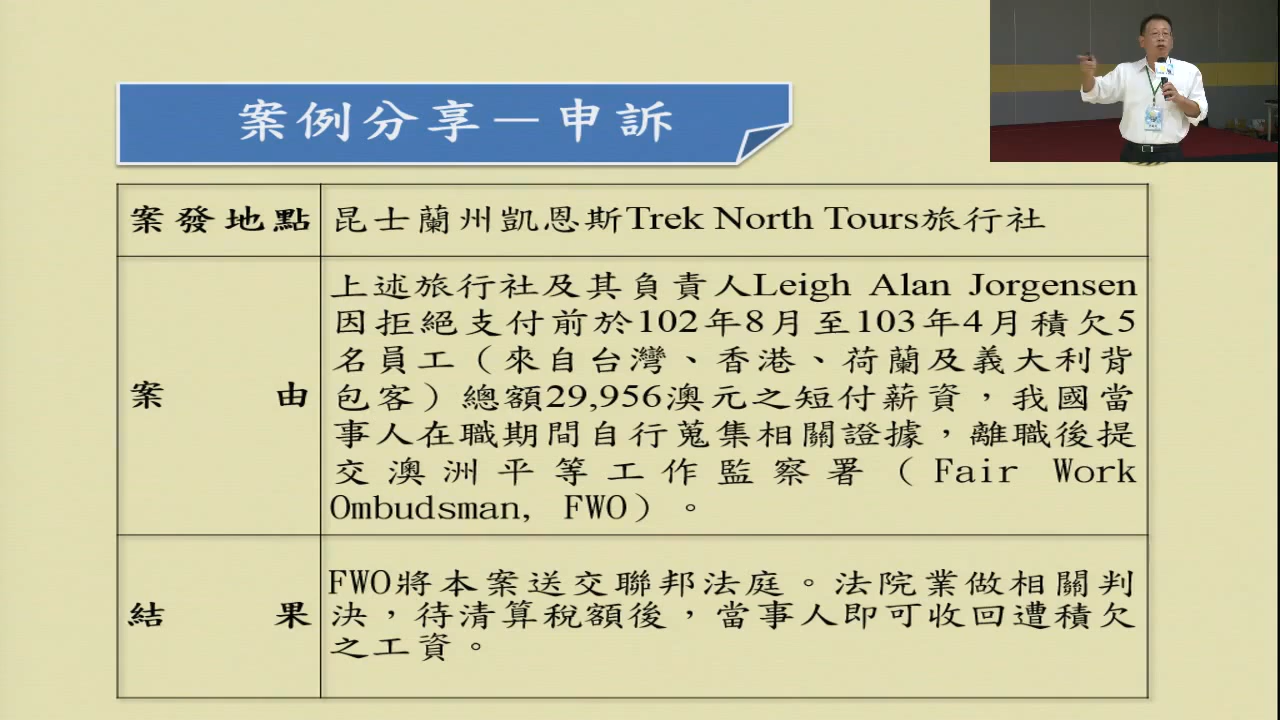 案例分享－申訴
案發地點
昆士蘭州凱恩斯Trek North Tours旅行社
案由
上述旅行社及其負責人Leigh Alan Jorgensen
因拒絕支付前於102年8月至103年4月積欠5
名員工（來自台灣、香港、荷蘭及義大利背
包客）總額29,956澳元之短付薪資，我國當
事人在職期間自行蒐集相關證據，離職後提
交澳洲平等工作監察署（Fair Work
Ombudsman, FWO）。
結果
FWO將本案送交聯邦法庭。法院業做相關判
決，待清算稅額後，當事人即可收回遭積欠
之工資。